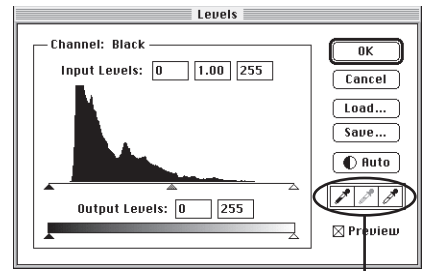 Levels
Channel: Black
Input Levels: 0 1.00 255
Output Levels: 0 255
OK
Cancel
Load...
Save...
Auto
Preview